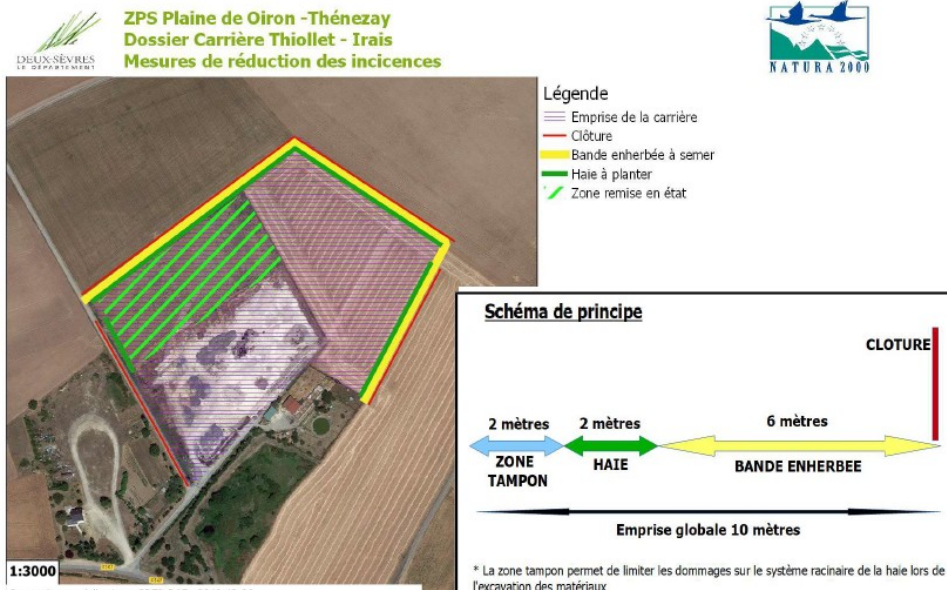 ZPS Plaine de Oiron -Thénezay
Dossier Carrière Thiollet - Irais
Mesures de réduction des incicences
DEUX-SÈVRES
LE DÉPARTEMENT
NATURA 2000
Légende
Emprise de la carrière
Clôture
Bande enherbée à semer
Haie à planter
Zone remise en état
Schéma de principe
CLOTURE
2 mètres
2 mètres
6 mètres
ZONE
TAMPON
HAIE
BANDE ENHERBEE
Emprise globale 10 mètres
* La zone tampon permet de limiter les dommages sur le système racinaire de la haie lors de
l'excavation des matériaux
1:3000